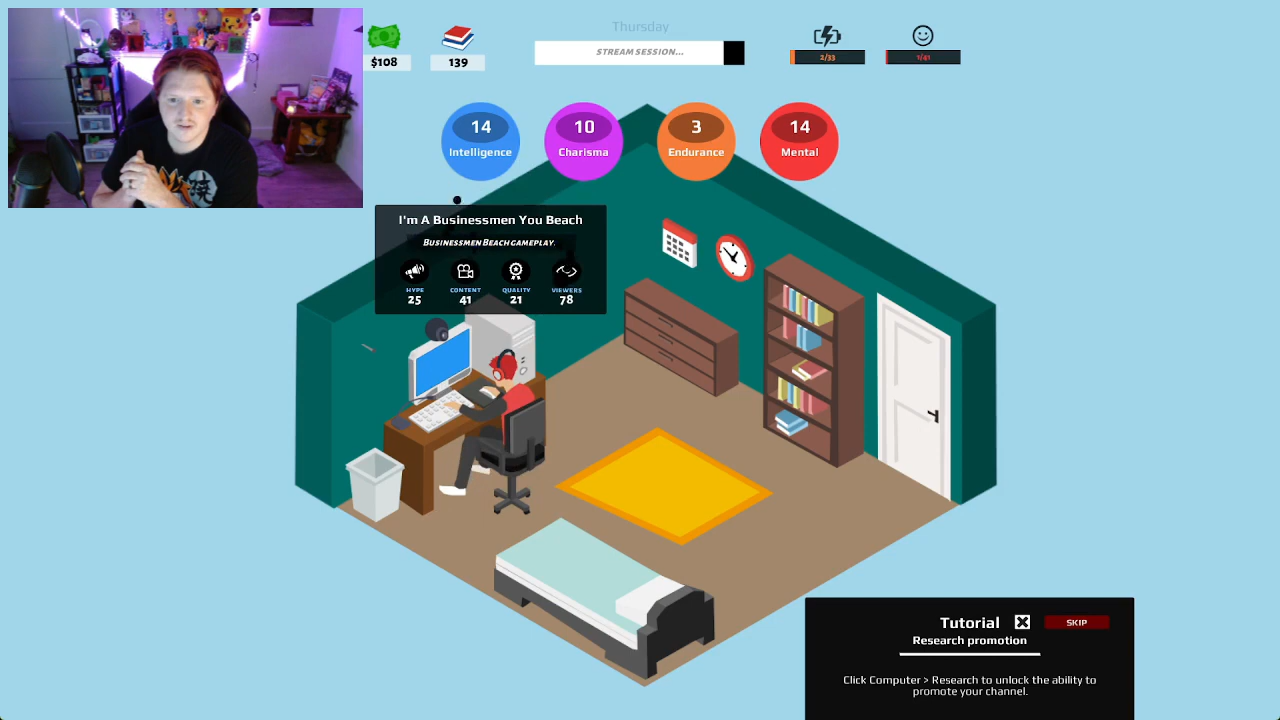 Thursday
$108
139
STREAM SESSION...
2/33
1/41
14
Intelligence
10
Charisma
3
Endurance
14
Mental
I'm A Businessmen You Beach
BUSINESSMEN BEACH GAMEPLAY.
HYPE
25
CONTENT
41
QUALITY
21
VIEWERS
78
Tutorial
SKIP
Research promotion
Click Computer > Research to unlock the ability to
promote your channel.